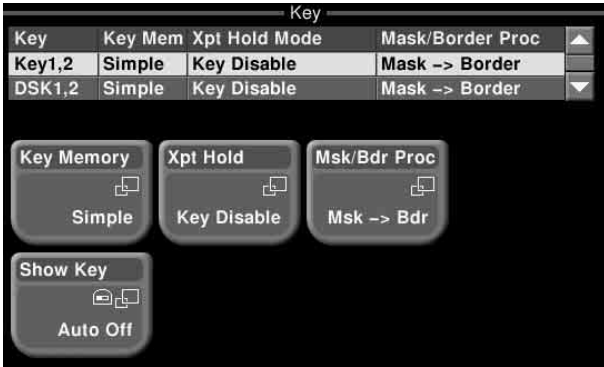 Key
Key Key Mem Xpt Hold Mode Mask/Border Proc
Key1,2 Simple Key Disable Mask –> Border
DSK1,2 Simple Key Disable Mask –> Border
Key Memory Xpt Hold Msk/Bdr Proc
Simple Key Disable Msk –> Bdr
Show Key
Auto Off